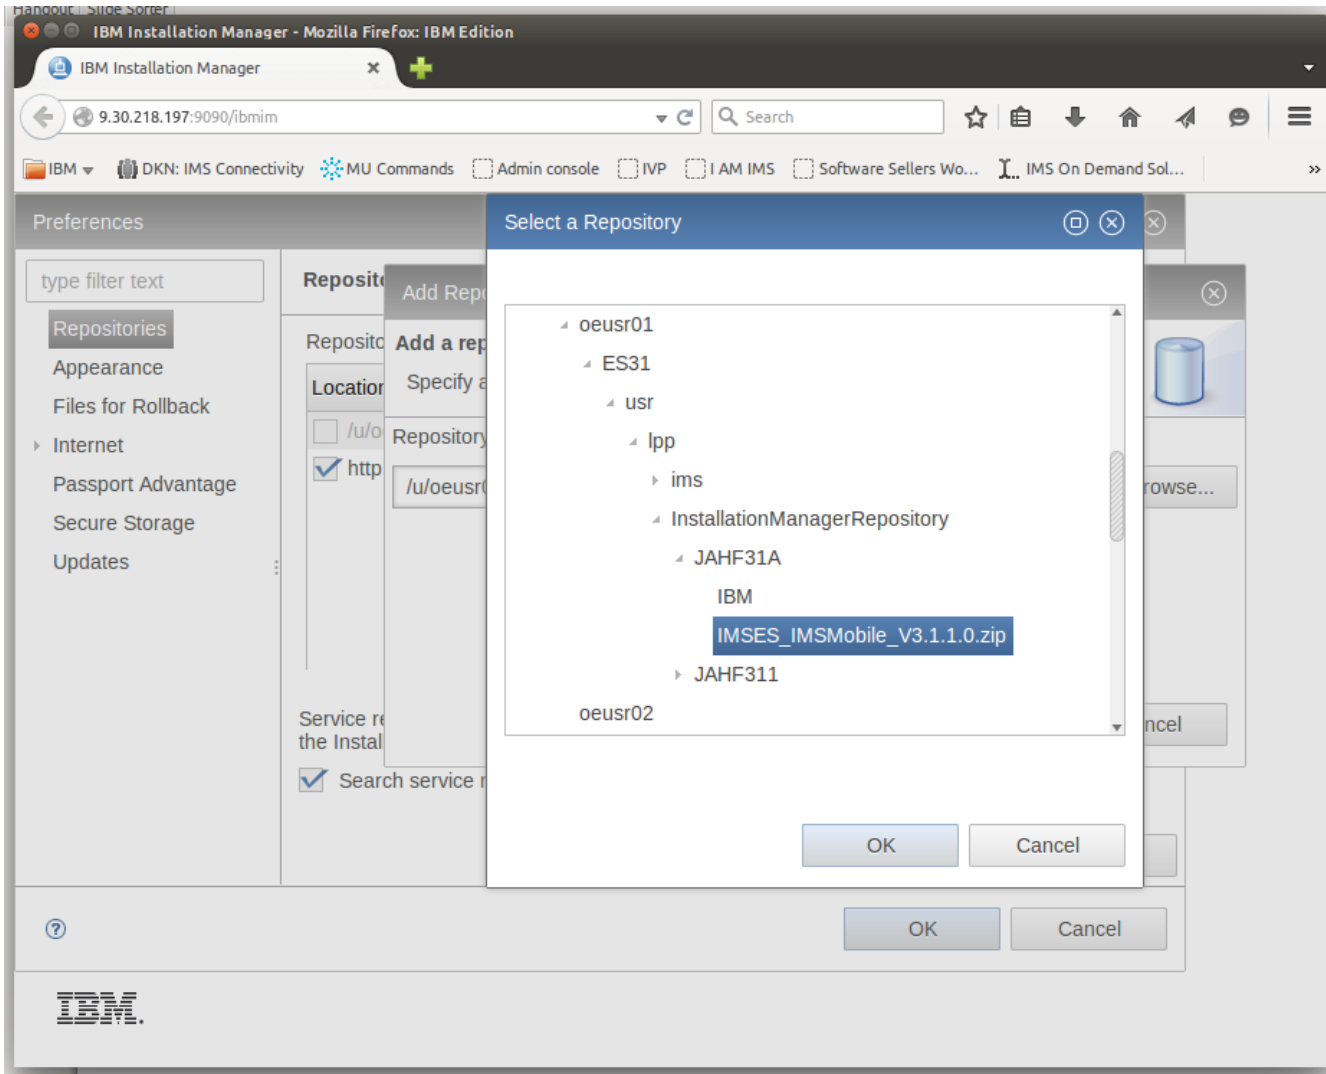 Handout Slide Sorter
IBM Installation Manager - Mozilla Firefox: IBM Edition
IBM Installation Manager
9.30.218.197:9090/ibmim
Search
IBM DKN: IMS Connectivity MU Commands Admin console IVP I AM IMS Software Sellers Wo... IMS On Demand Sol... »
Preferences
Select a Repository
type filter text
Reposito
Add Repo
Repositories
Appearance
Files for Rollback
Internet
Passport Advantage
Secure Storage
Updates
Reposito
Add a rep
Location
Specify a
/u/o
Repository
http
/u/oeusr0
rowse...
oeusr01
ES31
usr
lpp
ims
InstallationManagerRepository
JAHF31A
IBM
IMSES_IMSMobile_V3.1.1.0.zip
JAHF311
oeusr02
Service re
the Instal
ncel
Search service r
OK Cancel
? OK Cancel
IBM.